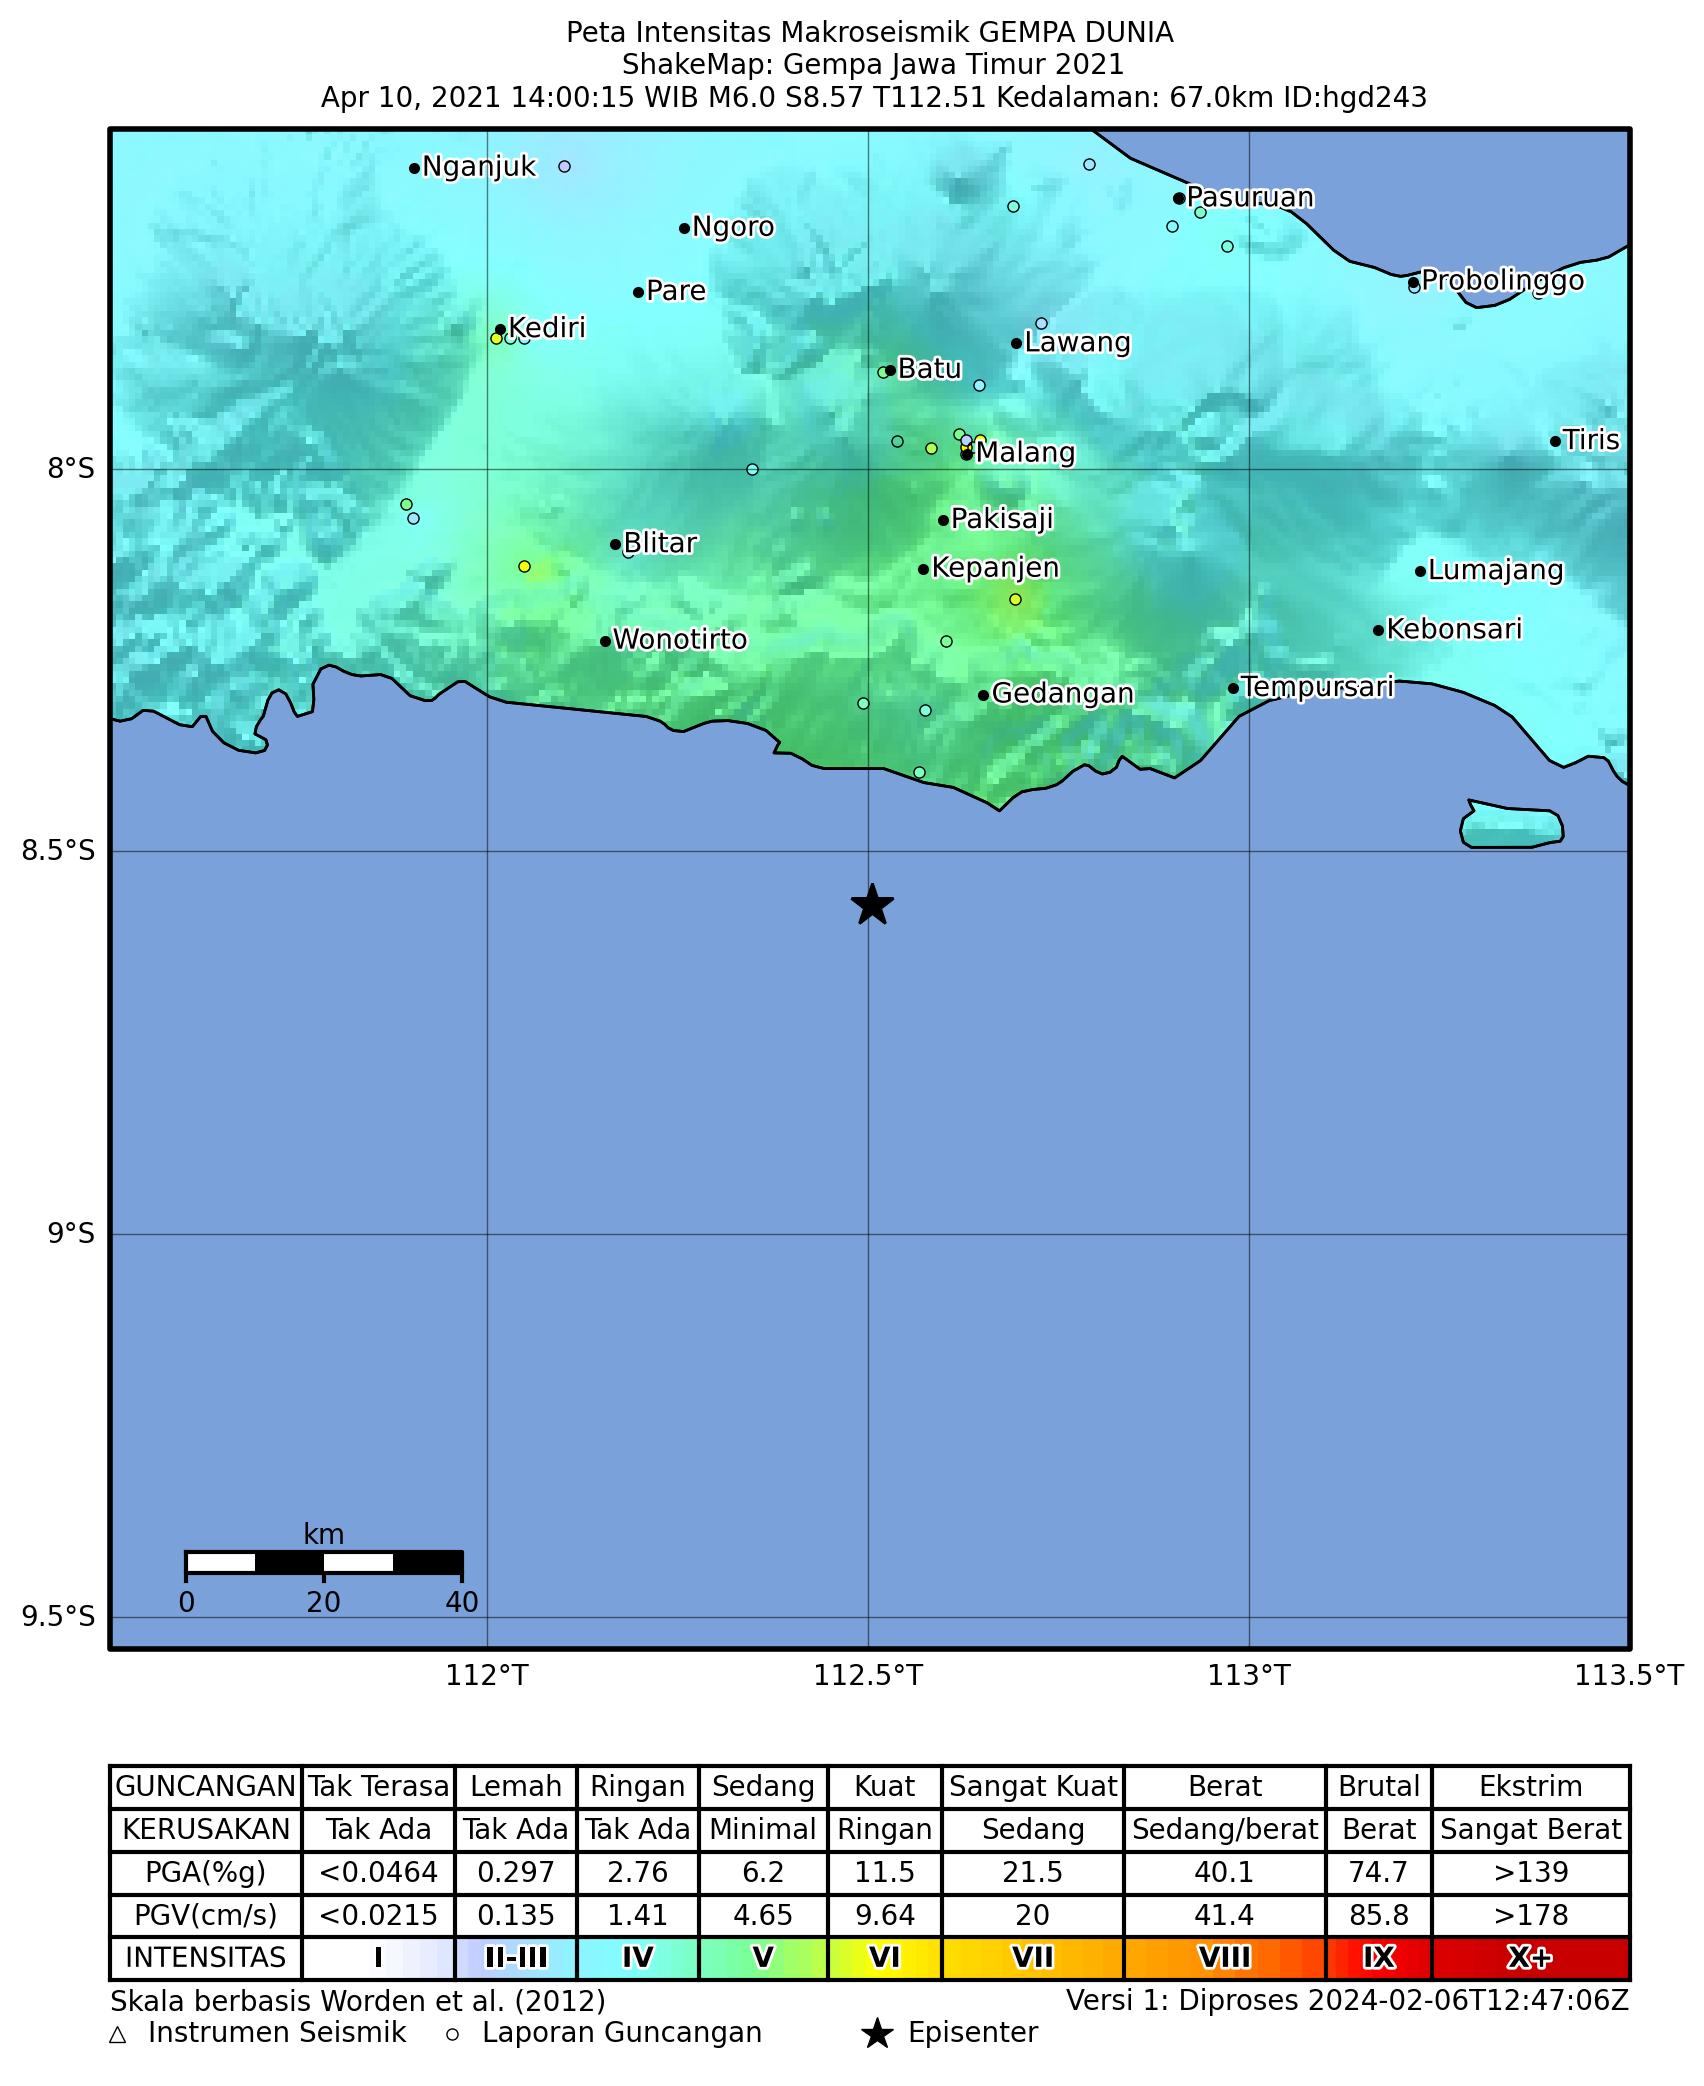 Peta Intensitas Makroseismik GEMPA DUNIA
ShakeMap: Gempa Jawa Timur 2021
Apr 10, 2021 14:00:15 WIB M6.0 S8.57 T112.51 Kedalaman: 67.0km ID:hgd243
Nganjuk
Pasuruan
Ngoro
Probolinggo
Pare
Kediri
Lawang
Batu
Tiris
Malang
8°S
Pakisaji
Blitar
Kepanjen
Lumajang
Kebonsari
Wonotirto
Tempursari
Gedangan
8.5°S
9°S
km
0 20 40
9.5°S
112°T 112.5°T 113°T 113.5°T
GUNCANGAN Tak Terasa Lemah Ringan Sedang Kuat Sangat Kuat Berat Brutal Ekstrim
KERUSAKAN Tak Ada Tak Ada Tak Ada Minimal Ringan Sedang Sedang/berat Berat Sangat Berat
PGA(%g) <0.0464 0.297 2.76 6.2 11.5 21.5 40.1 74.7 >139
PGV(cm/s) <0.0215 0.135 1.41 4.65 9.64 20 41.4 85.8 >178
INTENSITAS I II-III IV V VI VII VIII IX X+
Skala berbasis Worden et al. (2012) Versi 1: Diproses 2024-02-06T12:47:06Z
Instrumen Seismik Laporan Guncangan Episenter